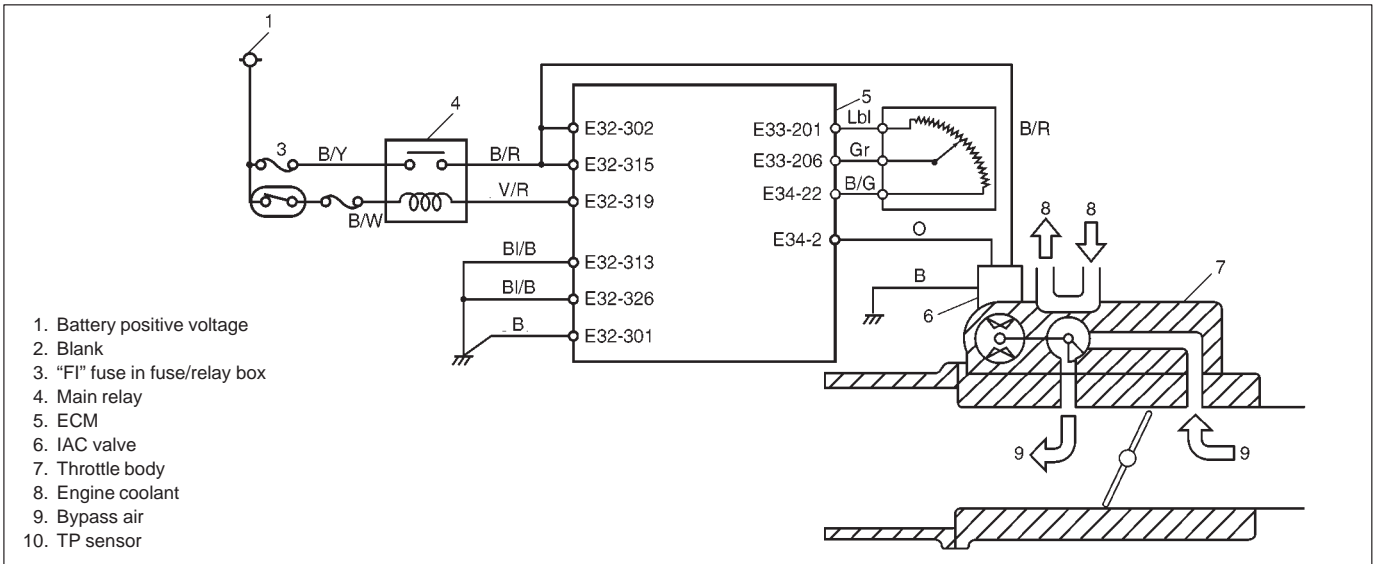 1
4
5
3
B/Y
B/R
B/W
V/R
Bl/B
Bl/B
B
E32-302
E32-315
E32-319
E32-313
E32-326
E32-301
E33-201
E33-206
E34-22
E34-2
Lbl
Gr
B/G
O
B/R
B
6
8
8
7
9
9
1. Battery positive voltage
2. Blank
3. “FI” fuse in fuse/relay box
4. Main relay
5. ECM
6. IAC valve
7. Throttle body
8. Engine coolant
9. Bypass air
10. TP sensor